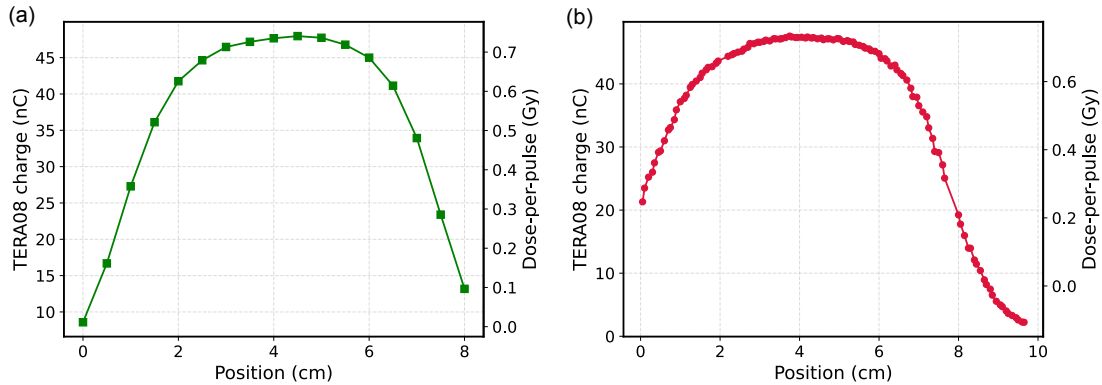 (a)
TERA08 charge (nC)
45
40
35
30
25
20
15
10
0.7
0.6
0.5
0.4
0.3
0.2
0.1
0.0
Dose-per-pulse (Gy)
0 2 4 6 8
Position (cm)
(b)
TERA08 charge (nC)
40
30
20
10
0
0.6
0.4
0.2
0.0
Dose-per-pulse (Gy)
0 2 4 6 8 10
Position (cm)